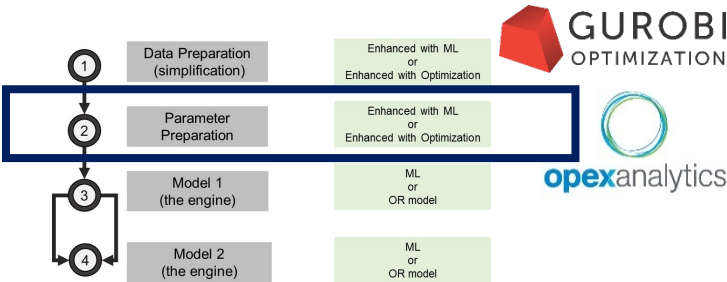 GUROBI
OPTIMIZATION
1
Data Preparation
(simplification)
Enhanced with ML
or
Enhanced with Optimization
2
Parameter
Preparation
Enhanced with ML
or
Enhanced with Optimization
opexanalytics
3
Model 1
(the engine)
ML
or
OR model
4
Model 2
(the engine)
ML
or
OR model